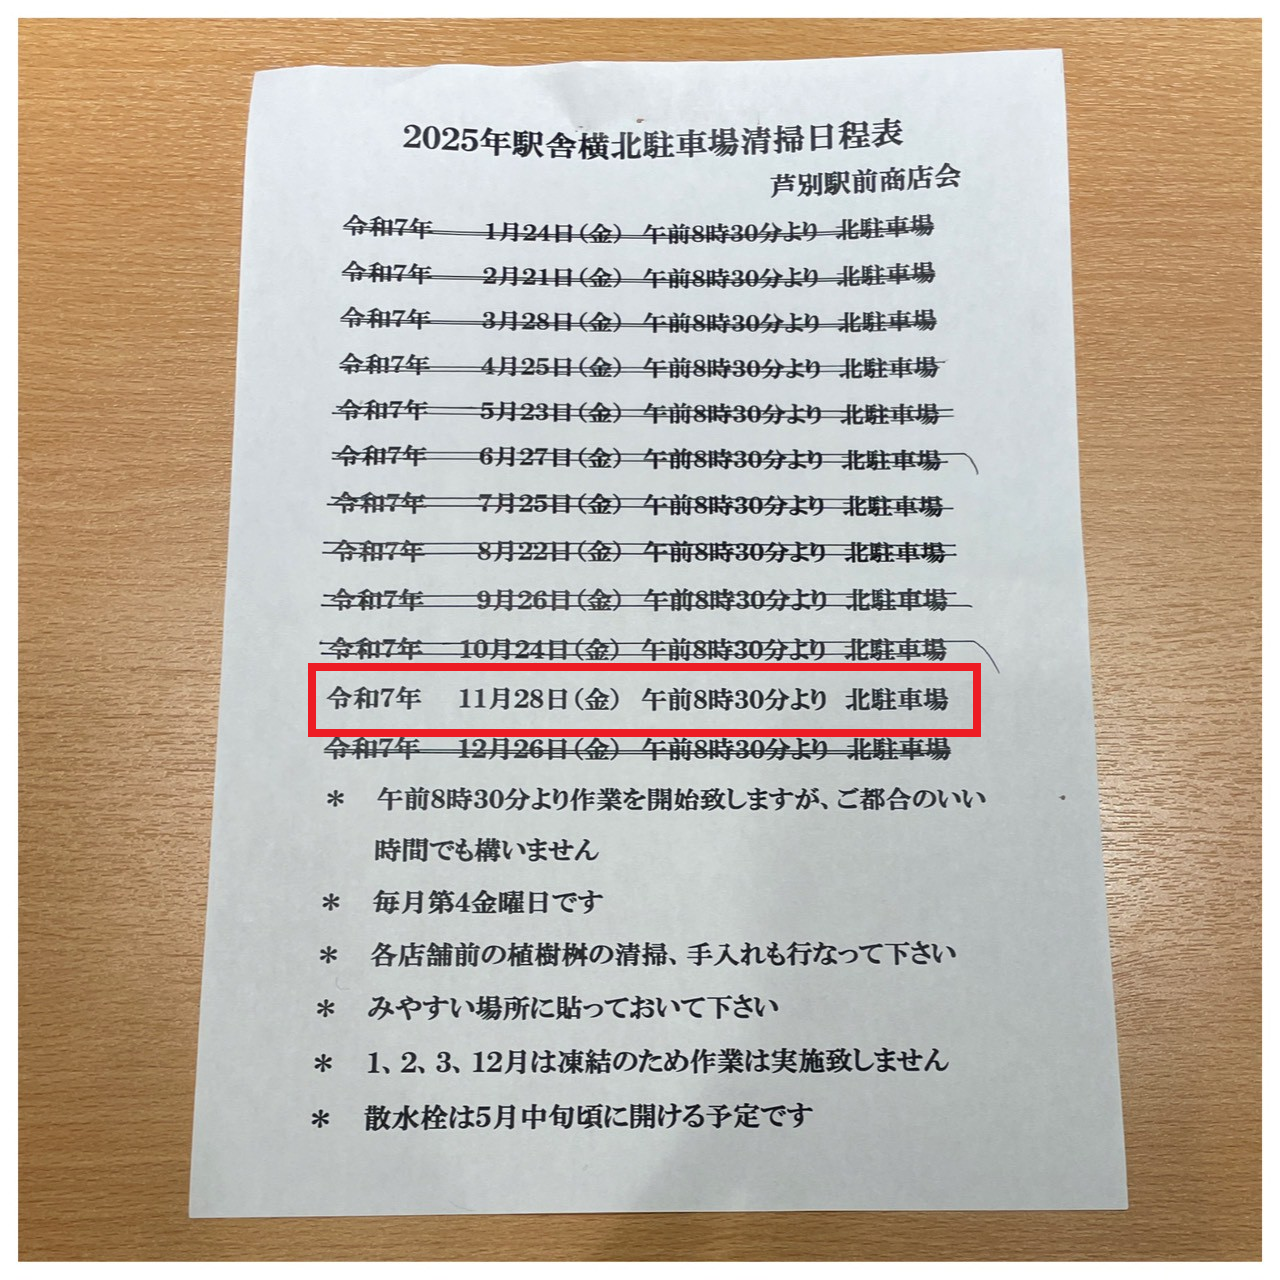 2025年駅舎横北駐車場清掃日程表
芦別駅前商店会
令和7年 1月24日(金) 午前8時30分より 北駐車場
令和7年 2月21日(金) 午前8時30分より 北駐車場
令和7年 3月28日(金) 午前8時30分より 北駐車場
令和7年 4月25日(金) 午前8時30分より 北駐車場
令和7年 5月23日(金) 午前8時30分より 北駐車場
令和7年 6月27日(金) 午前8時30分より 北駐車場
令和7年 7月25日(金) 午前8時30分より 北駐車場
令和7年 8月22日(金) 午前8時30分より 北駐車場
令和7年 9月26日(金) 午前8時30分より 北駐車場
令和7年 10月24日(金) 午前8時30分より 北駐車場
令和7年 11月28日(金) 午前8時30分より 北駐車場
令和7年 12月26日(金) 午前8時30分より 北駐車場
＊ 午前8時30分より作業を開始致しますが、ご都合のいい
時間でも構いません
＊ 毎月第4金曜日です
＊ 各店舗前の植樹桝の清掃、手入れも行なって下さい
＊ みやすい場所に貼っておいて下さい
＊ 1、2、3、12月は凍結のため作業は実施致しません
＊ 散水栓は5月中旬頃に開ける予定です